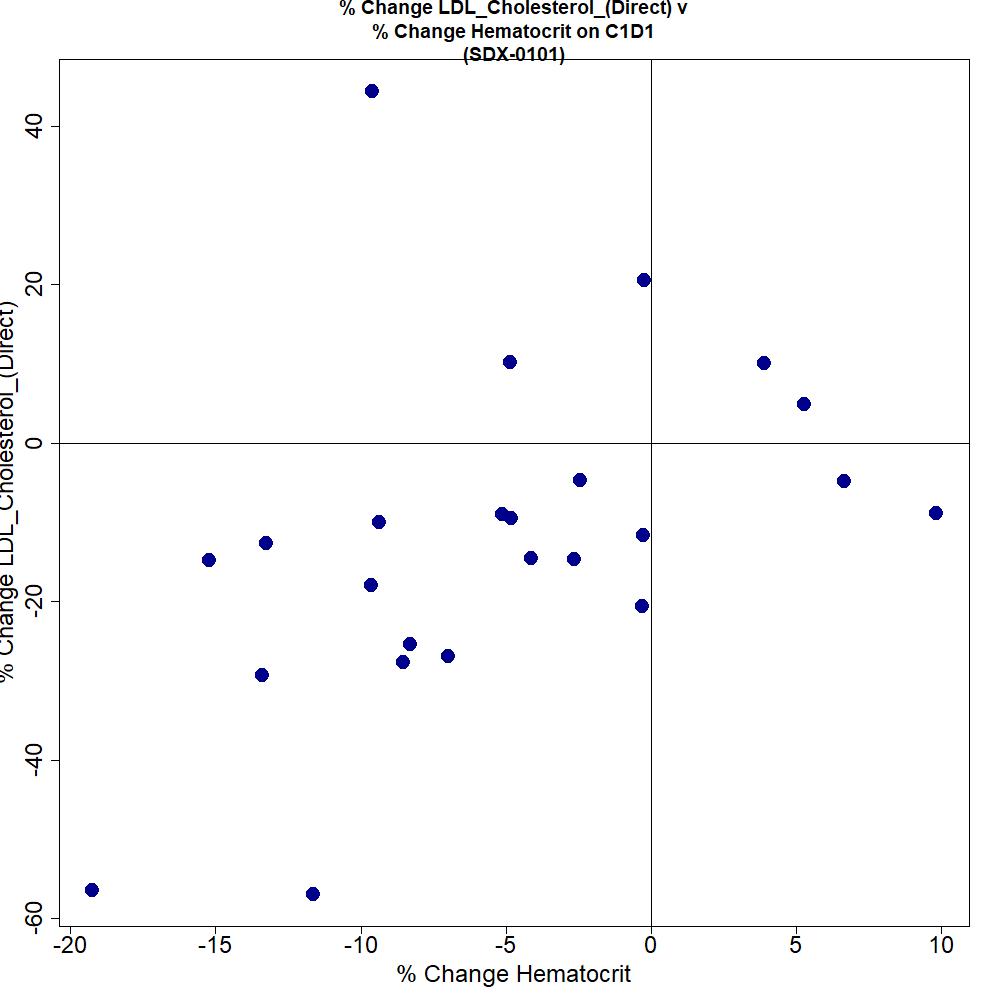 % Change LDL_Cholesterol_(Direct) v
% Change Hematocrit on C1D1
(SDX-0101)
% Change LDL_Cholesterol_(Direct)
40
20
0
-20
-40
-60
-20 -15 -10 -5 0 5 10
% Change Hematocrit